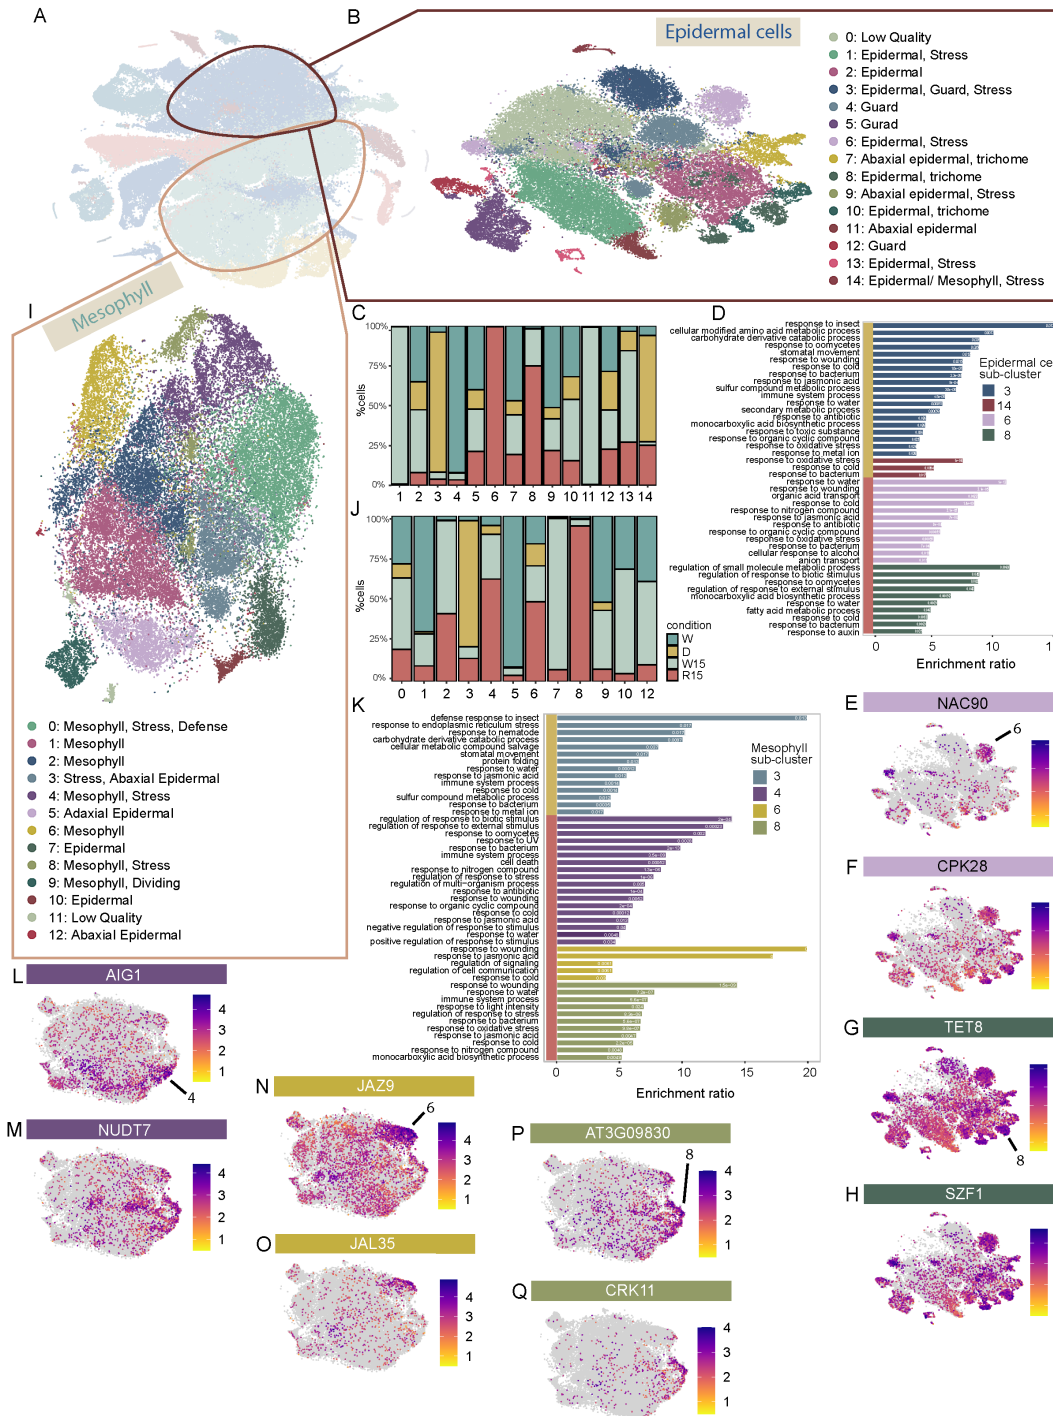 A
B
Epidermal cells
0: Low Quality
1: Epidermal, Stress
2: Epidermal
3: Epidermal, Guard, Stress
4: Guard
5: Gurad
6: Epidermal, Stress
7: Abaxial epidermal, trichome
8: Epidermal, trichome
9: Abaxial epidermal, Stress
10: Epidermal, trichome
11: Abaxial epidermal
12: Guard
13: Epidermal, Stress
14: Epidermal/ Mesophyll, Stress
I
Mesophyll
0: Mesophyll, Stress, Defense
1: Mesophyll
2: Mesophyll
3: Stress, Abaxial Epidermal
4: Mesophyll, Stress
5: Adaxial Epidermal
6: Mesophyll
7: Epidermal
8: Mesophyll, Stress
9: Mesophyll, Dividing
10: Epidermal
11: Low Quality
12: Abaxial Epidermal
C
%cells
100%
75%
50%
25%
0%
1 2 3 4 5 6 7 8 9 10 11 12 13 14
J
%cells
100%
75%
50%
25%
0%
0 1 2 3 4 5 6 7 8 9 10 12
condition
W
D
W15
R15
D
response to insect
cellular modified amino acid metabolic process
carbohydrate derivative catabolic process
response to oomycetes
stomatal movement
response to wounding
response to cold
response to bacterium
response to jasmonic acid
sulfur compound metabolic process
immune system process
response to water
secondary metabolic process
response to antibiotic
monocarboxylic acid biosynthetic process
response to toxic substance
response to organic cyclic compound
response to oxidative stress
response to metal ion
response to oxidative stress
response to cold
response to bacterium
response to water
response to wounding
organic acid transport
response to cold
response to nitrogen compound
response to jasmonic acid
response to antibiotic
response to organic cyclic compound
response to oxidative stress
response to bacterium
cellular response to alcohol
anion transport
regulation of small molecule metabolic process
regulation of response to biotic stimulus
response to oomycetes
regulation of response to external stimulus
monocarboxylic acid biosynthetic process
response to water
fatty acid metabolic process
response to cold
response to bacterium
response to auxin
0 5 10 15
Enrichment ratio
Epidermal ce
sub-cluster
3
14
6
8
K
defense response to insect
response to endoplasmic reticulum stress
response to nematode
carbohydrate derivative catabolic process
cellular metabolic compound salvage
stomatal movement
protein folding
response to water
response to jasmonic acid
immune system process
response to cold
sulfur compound metabolic process
response to bacterium
response to metal ion
regulation of response to biotic stimulus
regulation of response to external stimulus
response to oomycetes
response to UV
response to bacterium
immune system process
cell death
response to nitrogen compound
regulation of response to stress
regulation of multi-organism process
response to antibiotic
response to wounding
response to organic cyclic compound
response to cold
response to jasmonic acid
negative regulation of response to stimulus
response to water
positive regulation of response to stimulus
response to wounding
response to jasmonic acid
regulation of signaling
regulation of cell communication
response to cold
response to wounding
response to water
immune system process
response to light intensity
regulation of response to stress
response to bacterium
response to oxidative stress
response to jasmonic acid
response to cold
response to nitrogen compound
monocarboxylic acid biosynthetic process
0 5 10 15 20
Enrichment ratio
Mesophyll
sub-cluster
3
4
6
8
E
NAC90
6
F
CPK28
G
TET8
8
H
SZF1
L
AIG1
4
4
3
2
1
M
NUDT7
4
3
2
1
N
JAZ9
6
4
3
2
1
O
JAL35
4
3
2
1
P
AT3G09830
8
4
3
2
1
Q
CRK11
4
3
2
1